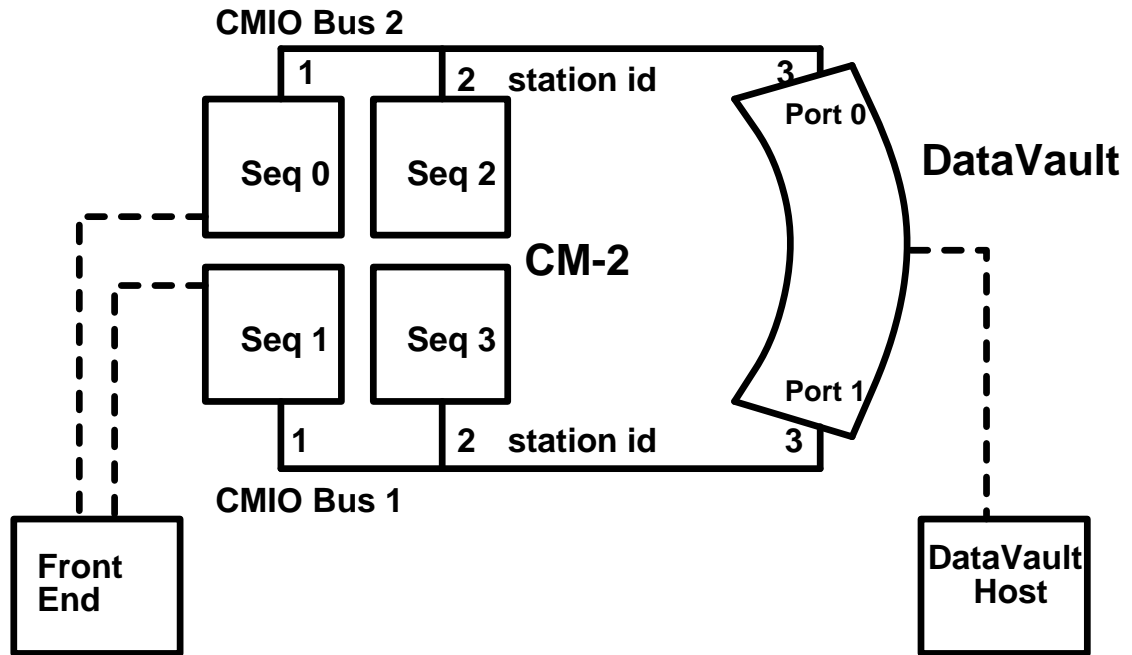 CMIO Bus 2
1
2 station id
3
Port 0
Seq 0
Seq 2
DataVault
CM-2
Seq 1
Seq 3
Port 1
1
2 station id
3
CMIO Bus 1
Front
End
DataVault
Host